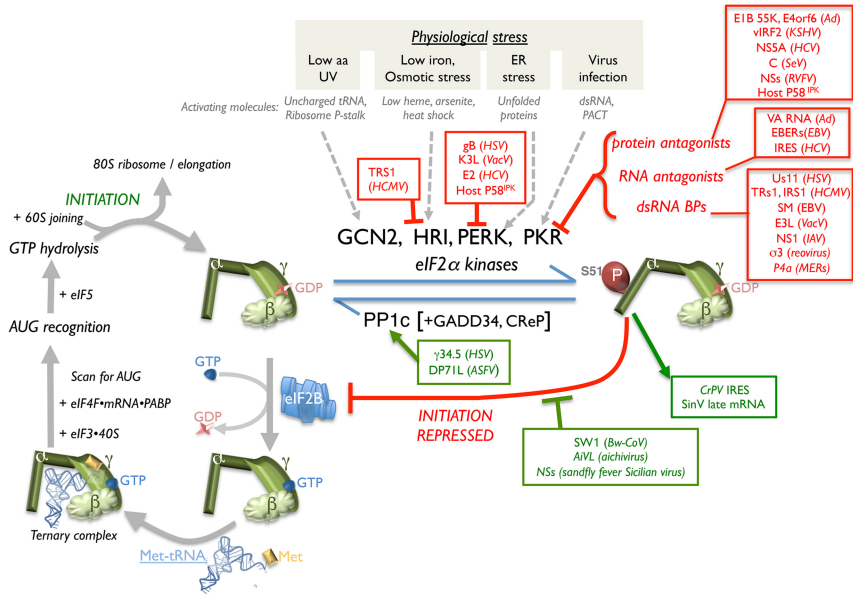 Physiological stress
Low aa
UV
Low iron,
Osmotic stress
ER
stress
Virus
infection
Activating molecules:
Uncharged tRNA,
Ribosome P-stalk
Low heme, arsenite,
heat shock
Unfolded
proteins
dsRNA,
PACT
E1B 55K, E4orf6 (Ad)
vIRF2 (KSHV)
NS5A (HCV)
C (SeV)
NSs (RVFV)
Host P58 IPK
protein antagonists
VA RNA (Ad)
EBERs(EBV)
IRES (HCV)
RNA antagonists
dsRNA BPs
Us11 (HSV)
TRs1, IRS1 (HCMV)
SM (EBV)
E3L (VacV)
NS1 (IAV)
σ3 (reovirus)
P4a (MERs)
TRS1
(HCMV)
gB (HSV)
K3L (VacV)
E2 (HCV)
Host P58IPK
GCN2, HRI, PERK, PKR
eIF2α kinases
80S ribosome / elongation
INITIATION
+ 60S joining
GTP hydrolysis
+ eIF5
AUG recognition
Scan for AUG
+ eIF4F•mRNA•PABP
+ eIF3•40S
α
γ
β
GDP
S51
P
α
γ
β
GDP
PP1c [+GADD34, CReP]
γ34.5 (HSV)
DP71L (ASFV)
GTP
eIF2B
GDP
INITIATION
REPRESSED
CrPV IRES
SinV late mRNA
SW1 (Bw-CoV)
AiVL (aichivirus)
NSs (sandfly fever Sicilian virus)
α
γ
β
GTP
Ternary complex
α
γ
β
GTP
Met-tRNA
Met